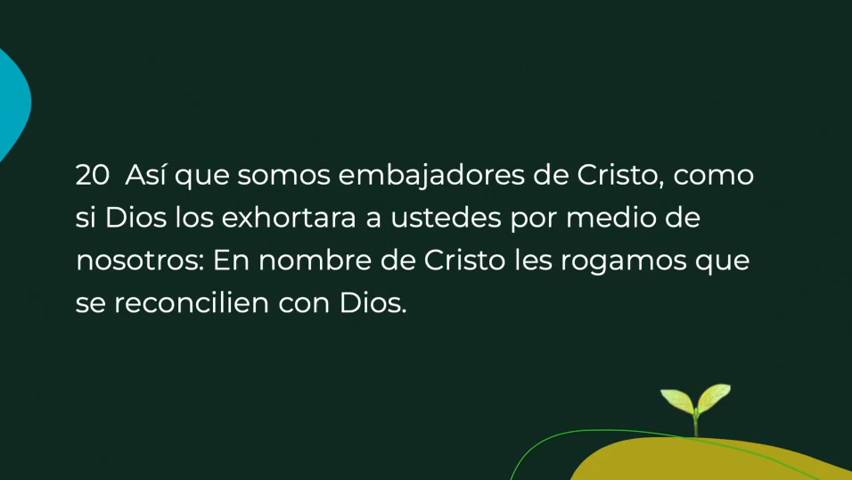 20 Así que somos embajadores de Cristo, como
si Dios los exhortara a ustedes por medio de
nosotros: En nombre de Cristo les rogamos que
se reconcilien con Dios.